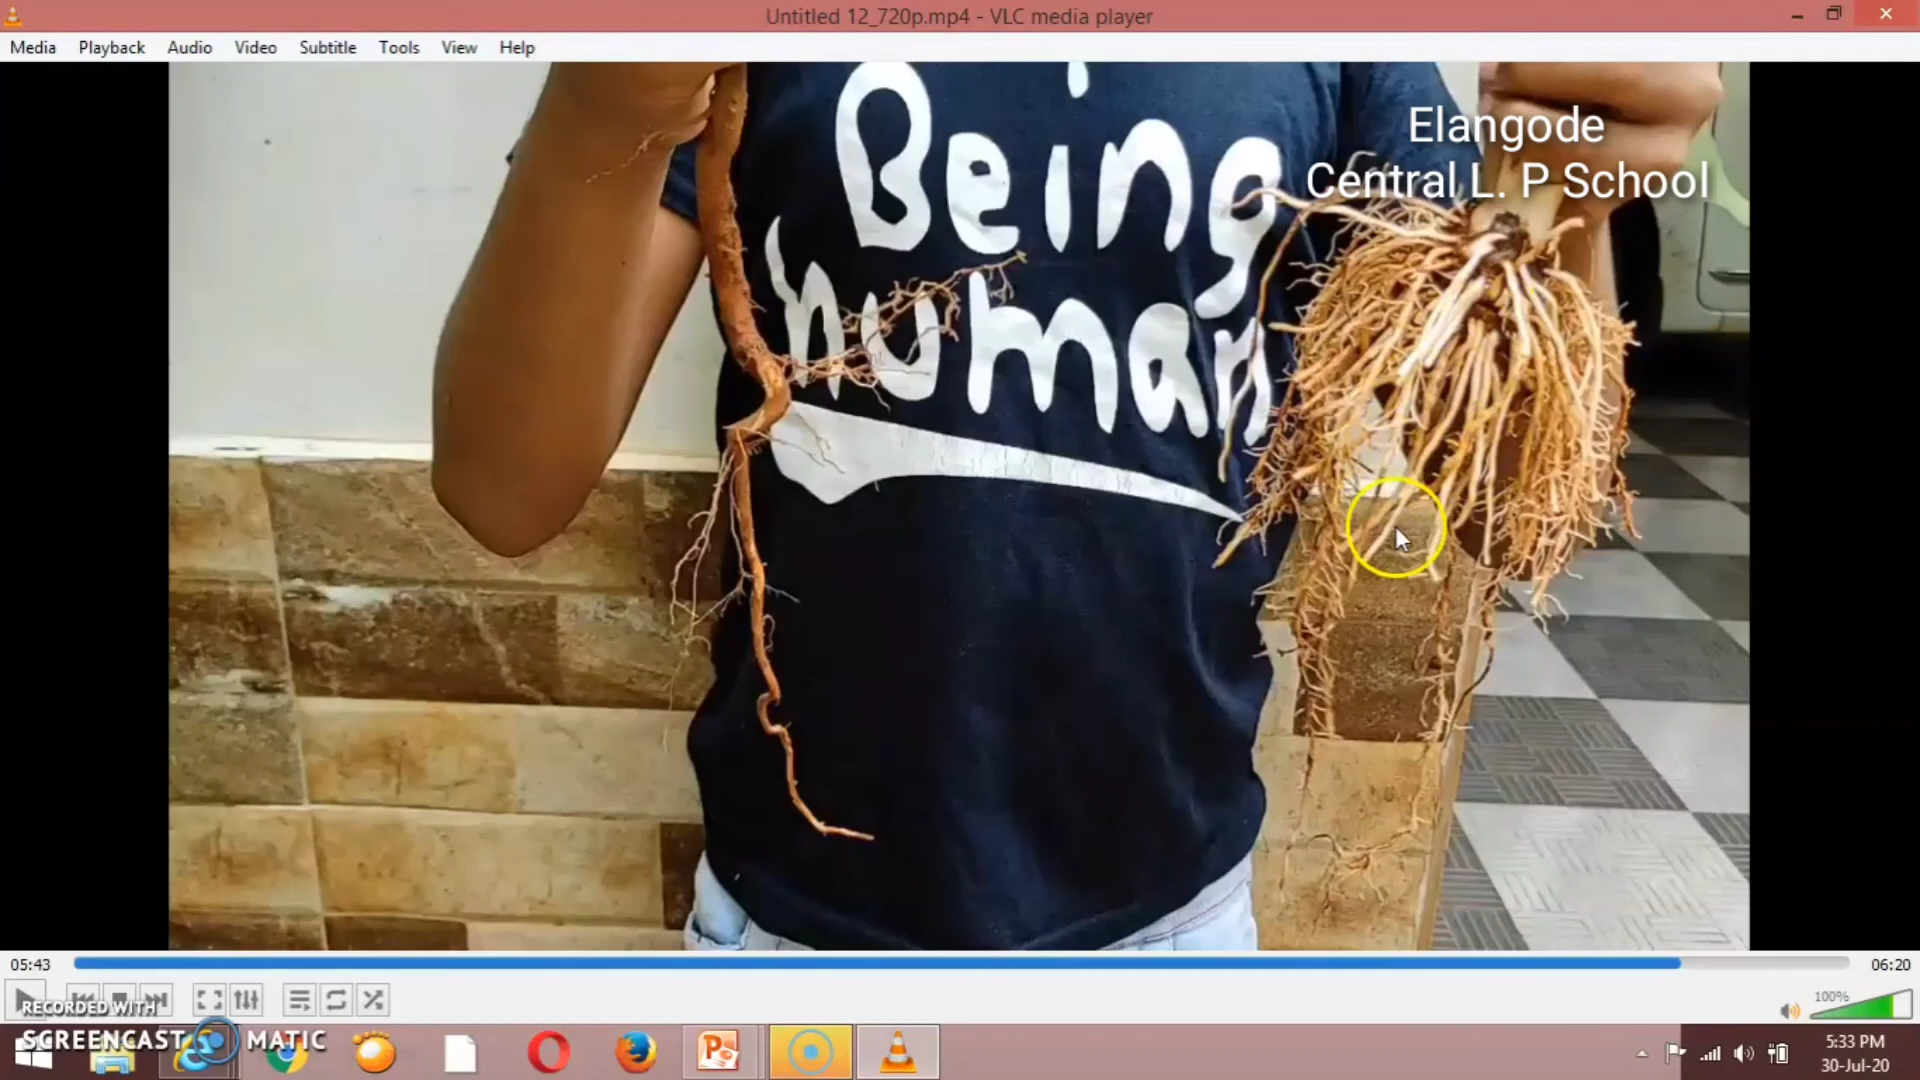 Untitled 12_720p.mp4 - VLC media player
Media Playback Audio Video Subtitle Tools View Help
Being
human
Elangode
Central L. P School
05:43
06:20
100%
RECORDED WITH
SCREENCAST MATIC
5:33 PM
30-Jul-20